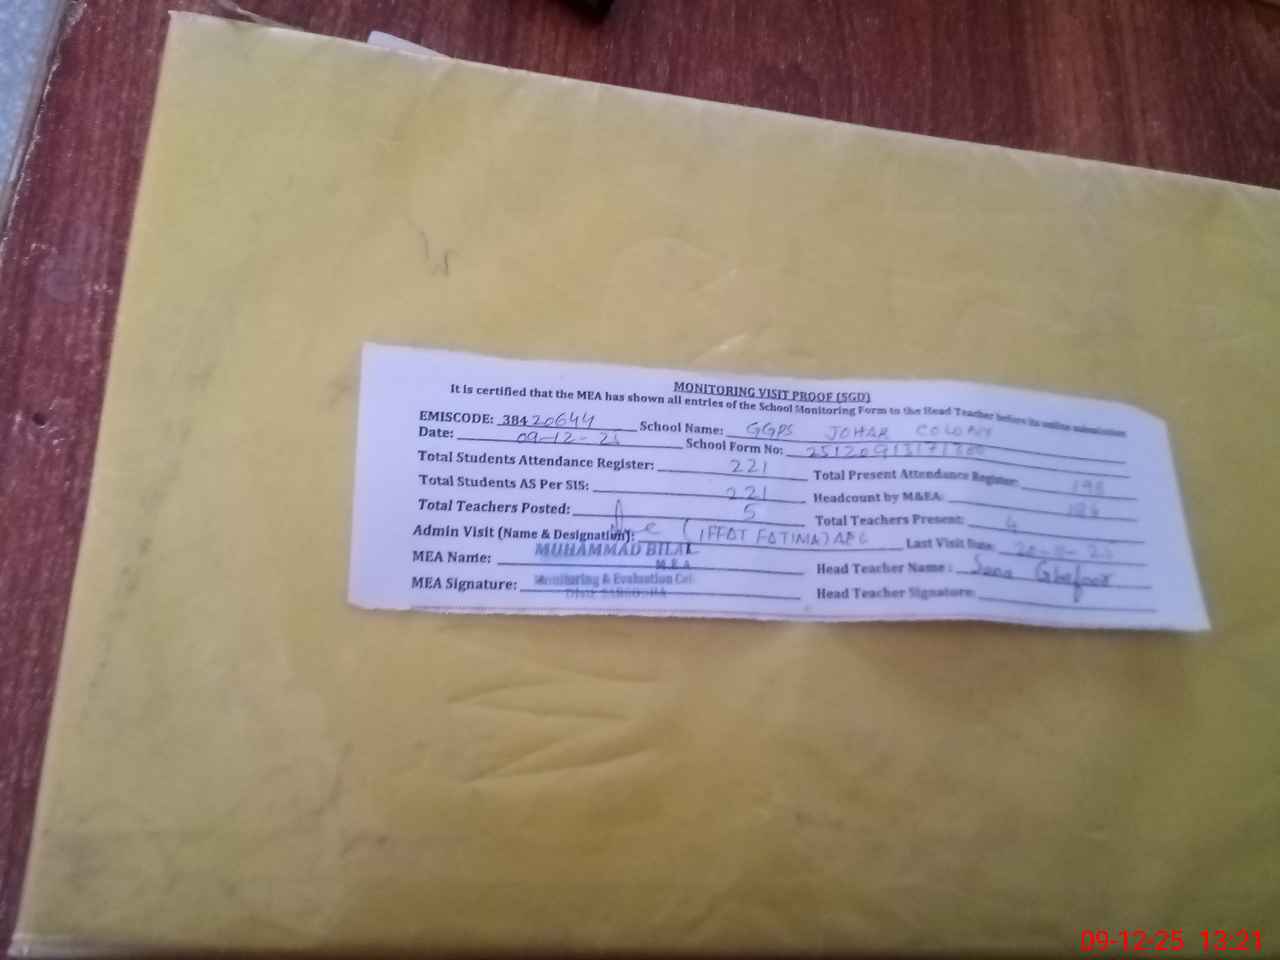 MONITORING VISIT PROOF (SGD)
It is certified that the MEA has shown all entries of the School Monitoring Form to the Head Teacher before its online submission
EMISCODE: 38420644 School Name: GGPS JOHAR COLONY
Date: 09-12-25 School Form No:
Total Students Attendance Register: 221 Total Present Attendance Register:
Total Students AS Per SIS: 221 Headcount by M&EA:
Total Teachers Posted: 5 Total Teachers Present: 4
Admin Visit (Name & Designation): (IFFAT FATIMA) Last Visit Date:
MEA Name: MUHAMMAD BILAL Head Teacher Name: Sana Ghafoor
M.E.A
MEA Signature: Monitoring & Evaluation Cell Head Teacher Signature:
Distt SARGODHA
09-12-25 13:21